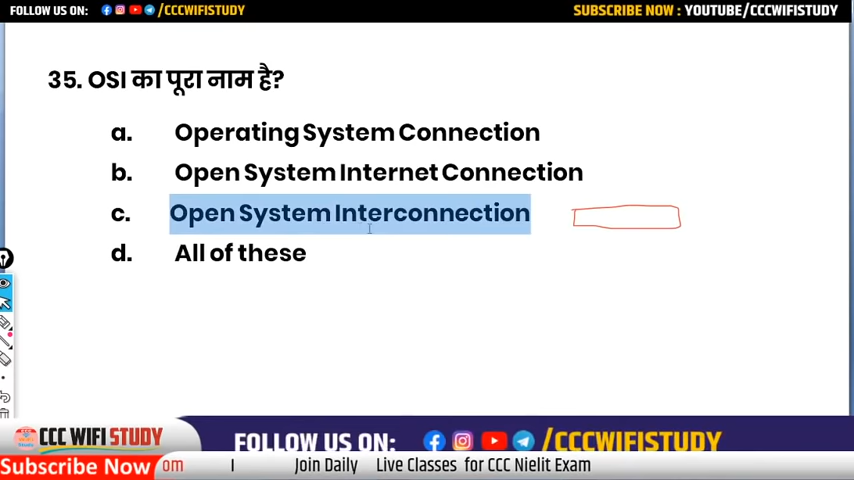 FOLLOW US ON: /CCCWIFISTUDY SUBSCRIBE NOW : YOUTUBE/CCCWIFISTUDY
35. OSI का पूरा नाम है?
a. Operating System Connection
b. Open System Internet Connection
c. Open System Interconnection
d. All of these
CCC WIFI STUDY FOLLOW US ON: /CCCWIFISTUDY
Subscribe Now om I Join Daily Live Classes for CCC Nielit Exam